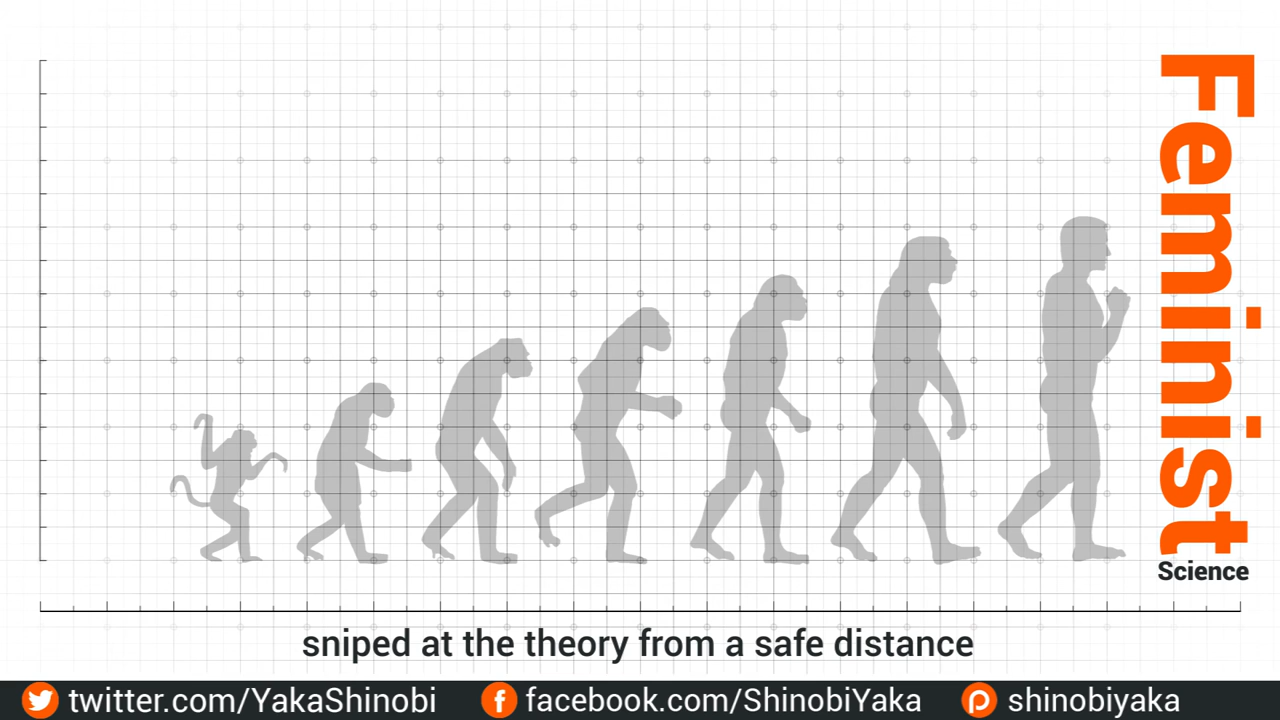 Feminist
Science
sniped at the theory from a safe distance
twitter.com/YakaShinobi
facebook.com/ShinobiYaka
shinobiyaka